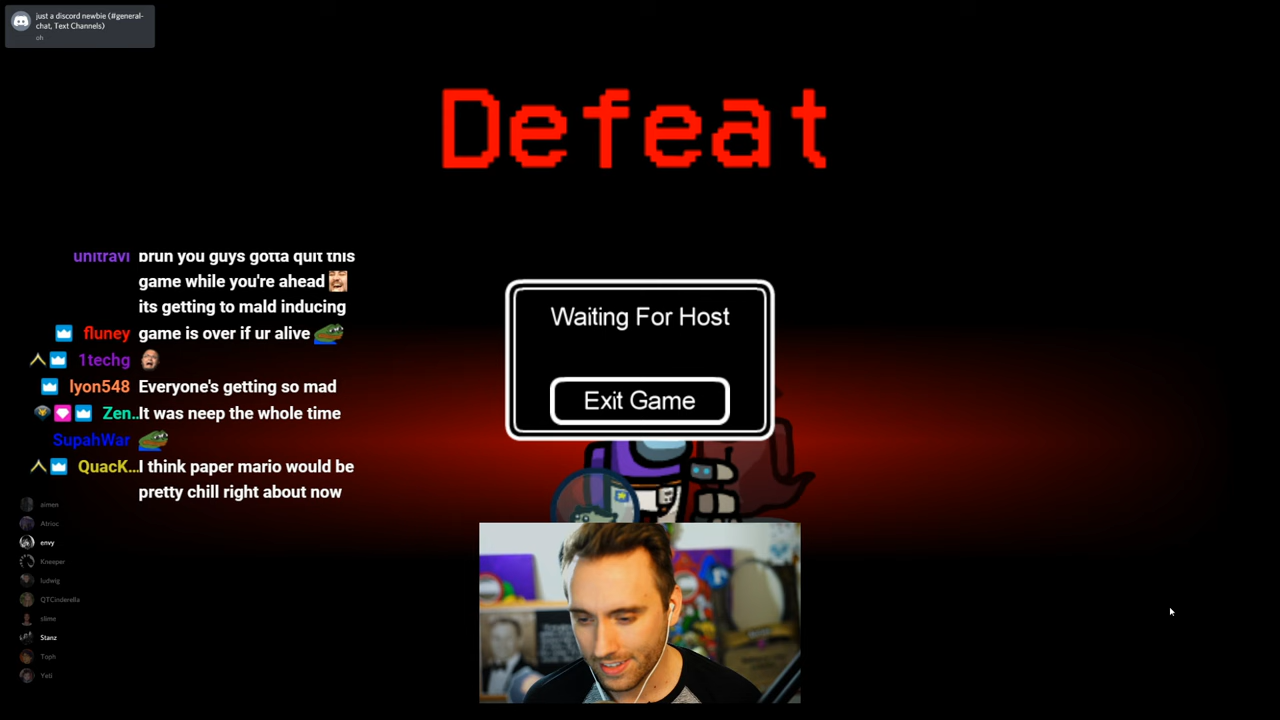 just a discord newbie (#general-
chat, Text Channels)
oh
Defeat
unitravi bruh you guys gotta quit this
game while you're ahead
its getting to mald inducing
fluney game is over if ur alive
1techg
lyon548 Everyone's getting so mad
Zen.. It was neep the whole time
SupahWar
QuacK... I think paper mario would be
pretty chill right about now
Waiting For Host
Exit Game
aimen
Atrioc
envy
Kneeper
ludwig
QTCinderella
slime
Stanz
Toph
Yeli